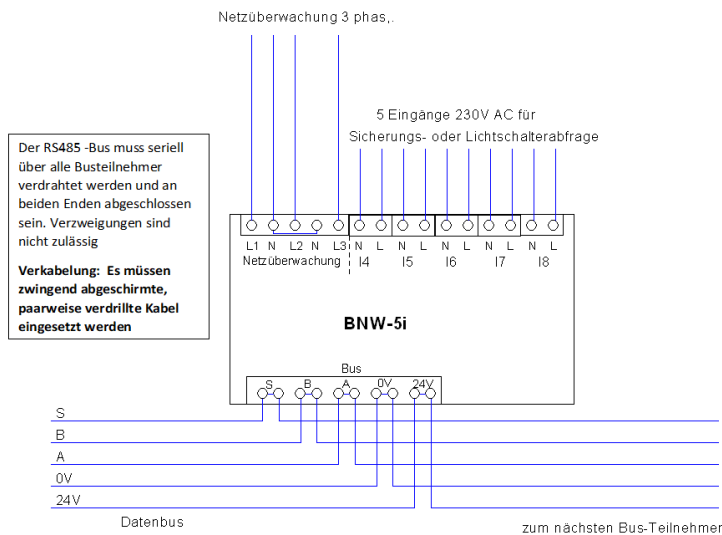 Netzüberwachung 3 phas,.
5 Eingänge 230V AC für
Sicherungs- oder Lichtschalterabfrage
Der RS485 -Bus muss seriell
über alle Busteilnehmer
verdrahtet werden und an
beiden Enden abgeschlossen
sein. Verzweigungen sind
nicht zulässig
Verkabelung: Es müssen
zwingend abgeschirmte,
paarweise verdrillte Kabel
eingesetzt werden
L1 N L2 N L3 N L N L N L N L N L
Netzüberwachung I4 I5 I6 I7 I8
BNW-5i
Bus
S B A 0V 24V
S
B
A
0V
24V
Datenbus
zum nächsten Bus-Teilnehmer